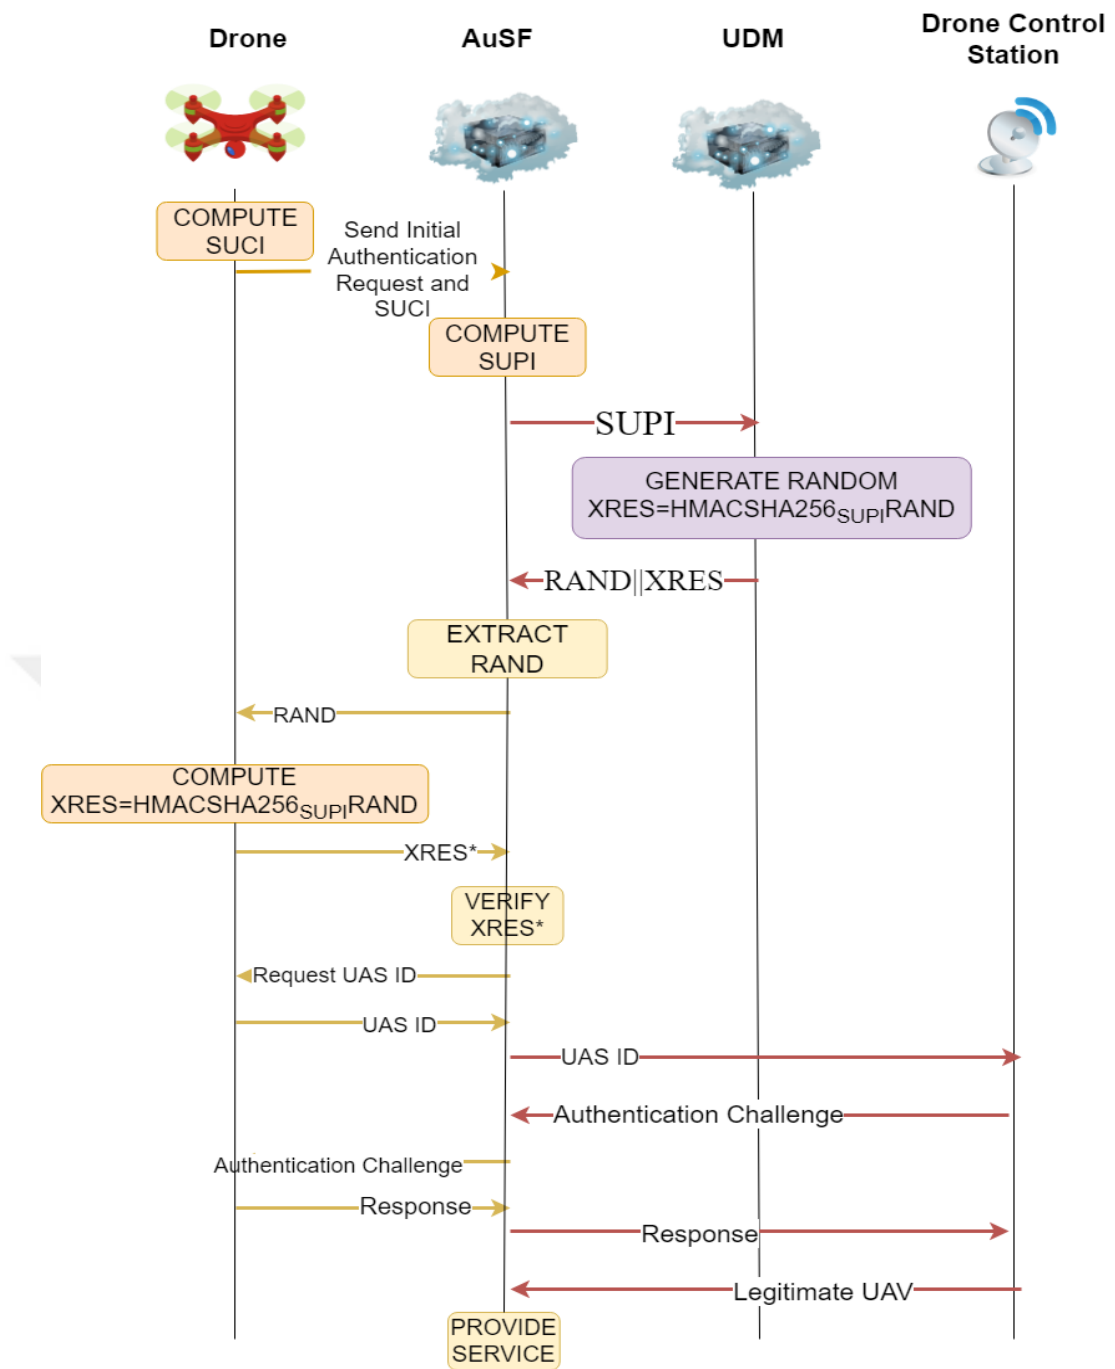 Drone
AuSF
UDM
Drone Control
Station
COMPUTE
SUCI
Send Initial
Authentication
Request and
SUCI
COMPUTE
SUPI
SUPI
GENERATE RANDOM
XRES=HMACSHA256SUPIRAND
RAND||XRES
EXTRACT
RAND
RAND
COMPUTE
XRES=HMACSHA256SUPIRAND
XRES*
VERIFY
XRES*
Request UAS ID
UAS ID
UAS ID
Authentication Challenge
Authentication Challenge
Response
Response
Legitimate UAV
PROVIDE
SERVICE